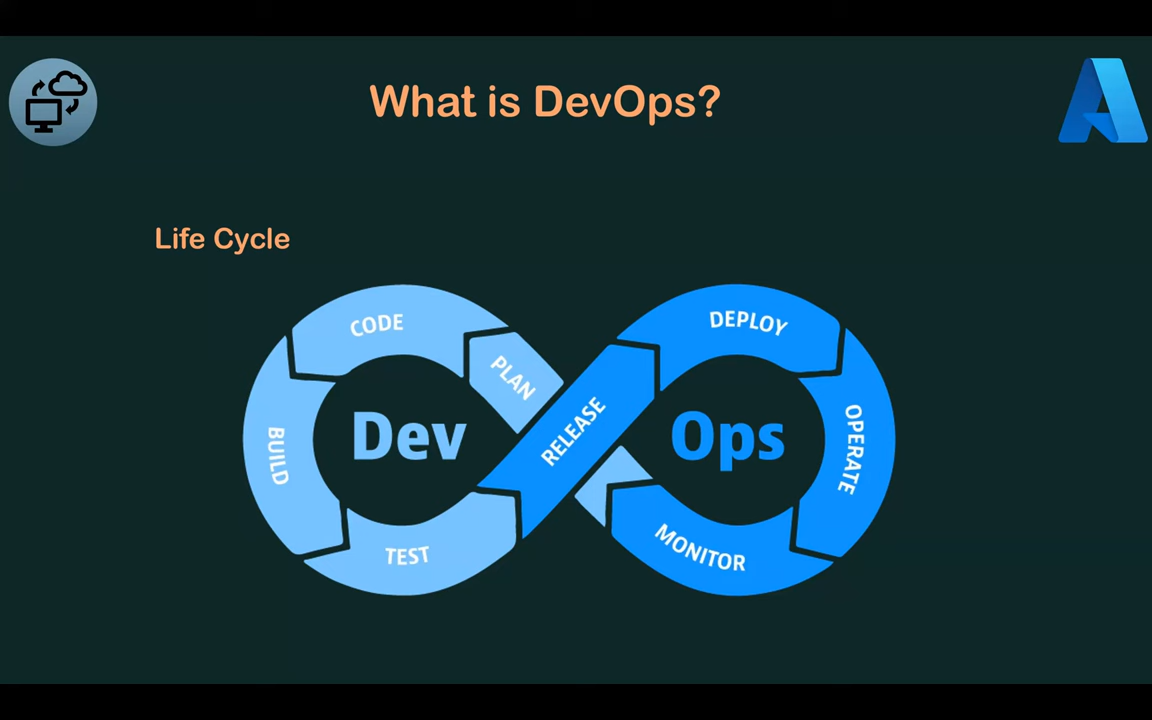 What is DevOps?
Life Cycle
CODE
PLAN
BUILD
TEST
Dev
RELEASE
Ops
DEPLOY
OPERATE
MONITOR